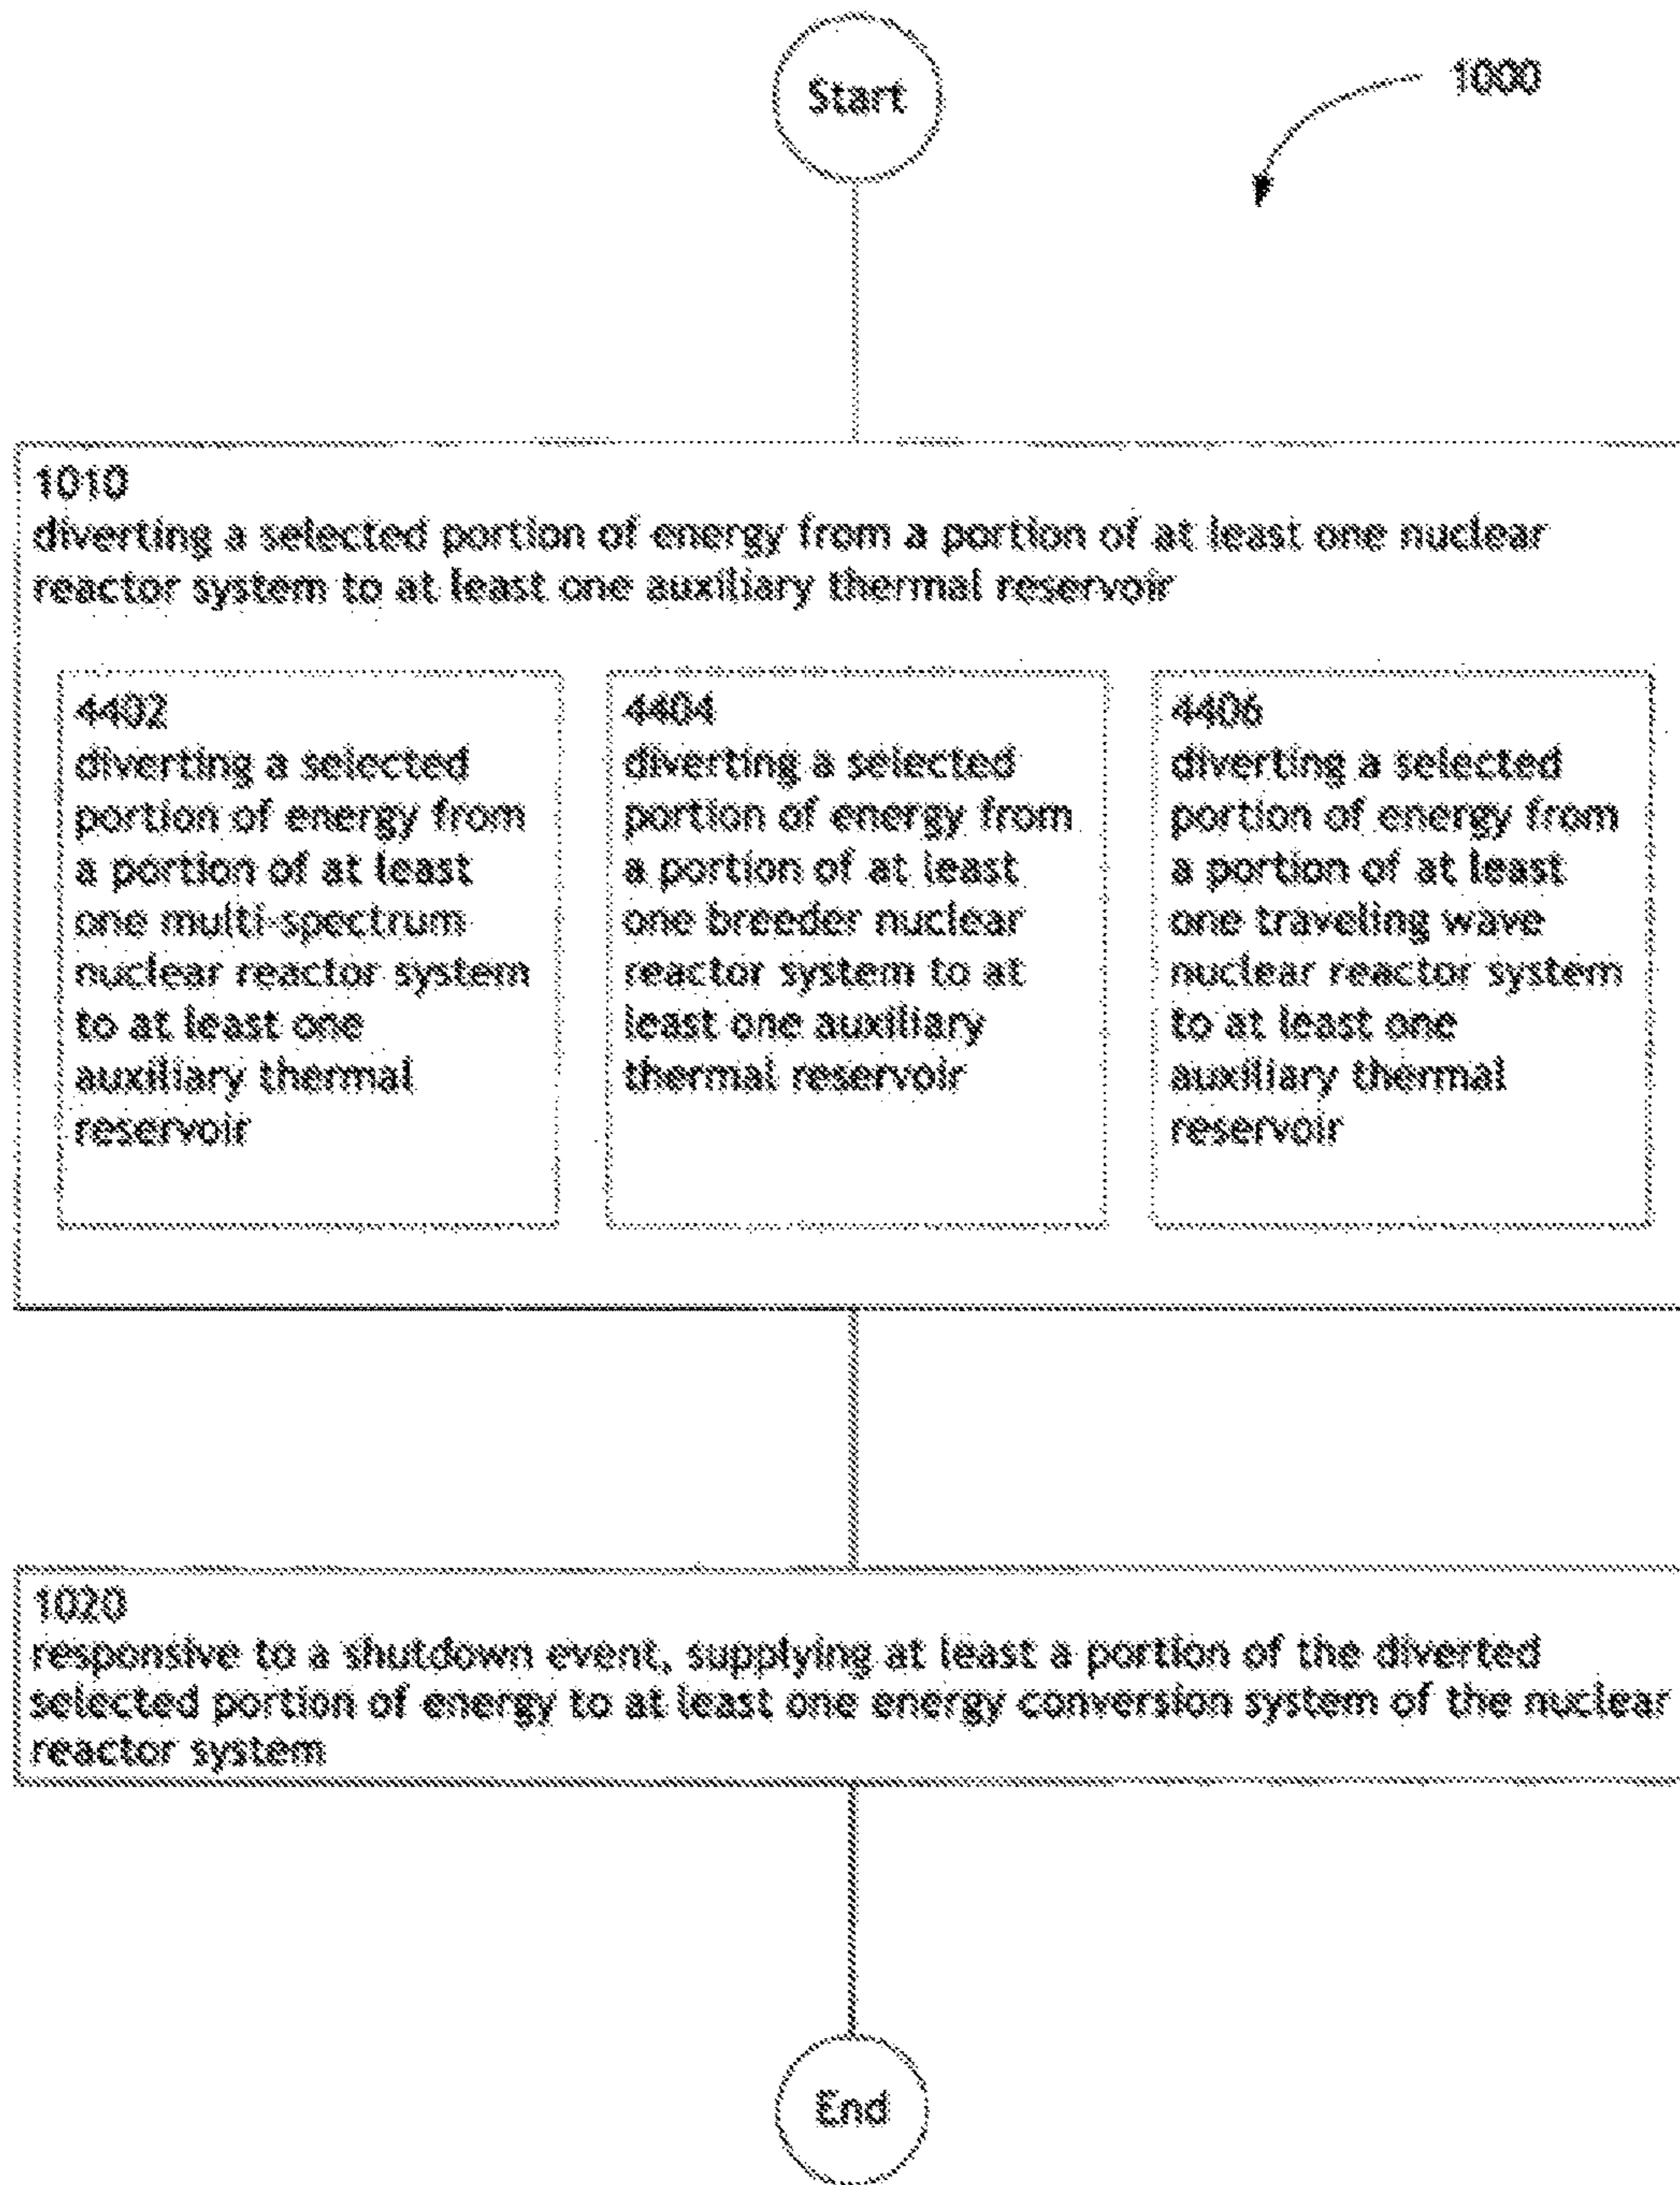 Start
1000
1010
diverting a selected portion of energy from a portion of at least one nuclear
reactor system to at least one auxiliary thermal reservoir
4402
diverting a selected
portion of energy from
a portion of at least
one multi-spectrum
nuclear reactor system
to at least one
auxiliary thermal
reservoir
4404
diverting a selected
portion of energy from
a portion of at least
one breeder nuclear
reactor system to at
least one auxiliary
thermal reservoir
4406
diverting a selected
portion of energy from
a portion of at least
one traveling wave
nuclear reactor system
to at least one
auxiliary thermal
reservoir
1020
responsive to a shutdown event, supplying at least a portion of the diverted
selected portion of energy to at least one energy conversion system of the nuclear
reactor system
End